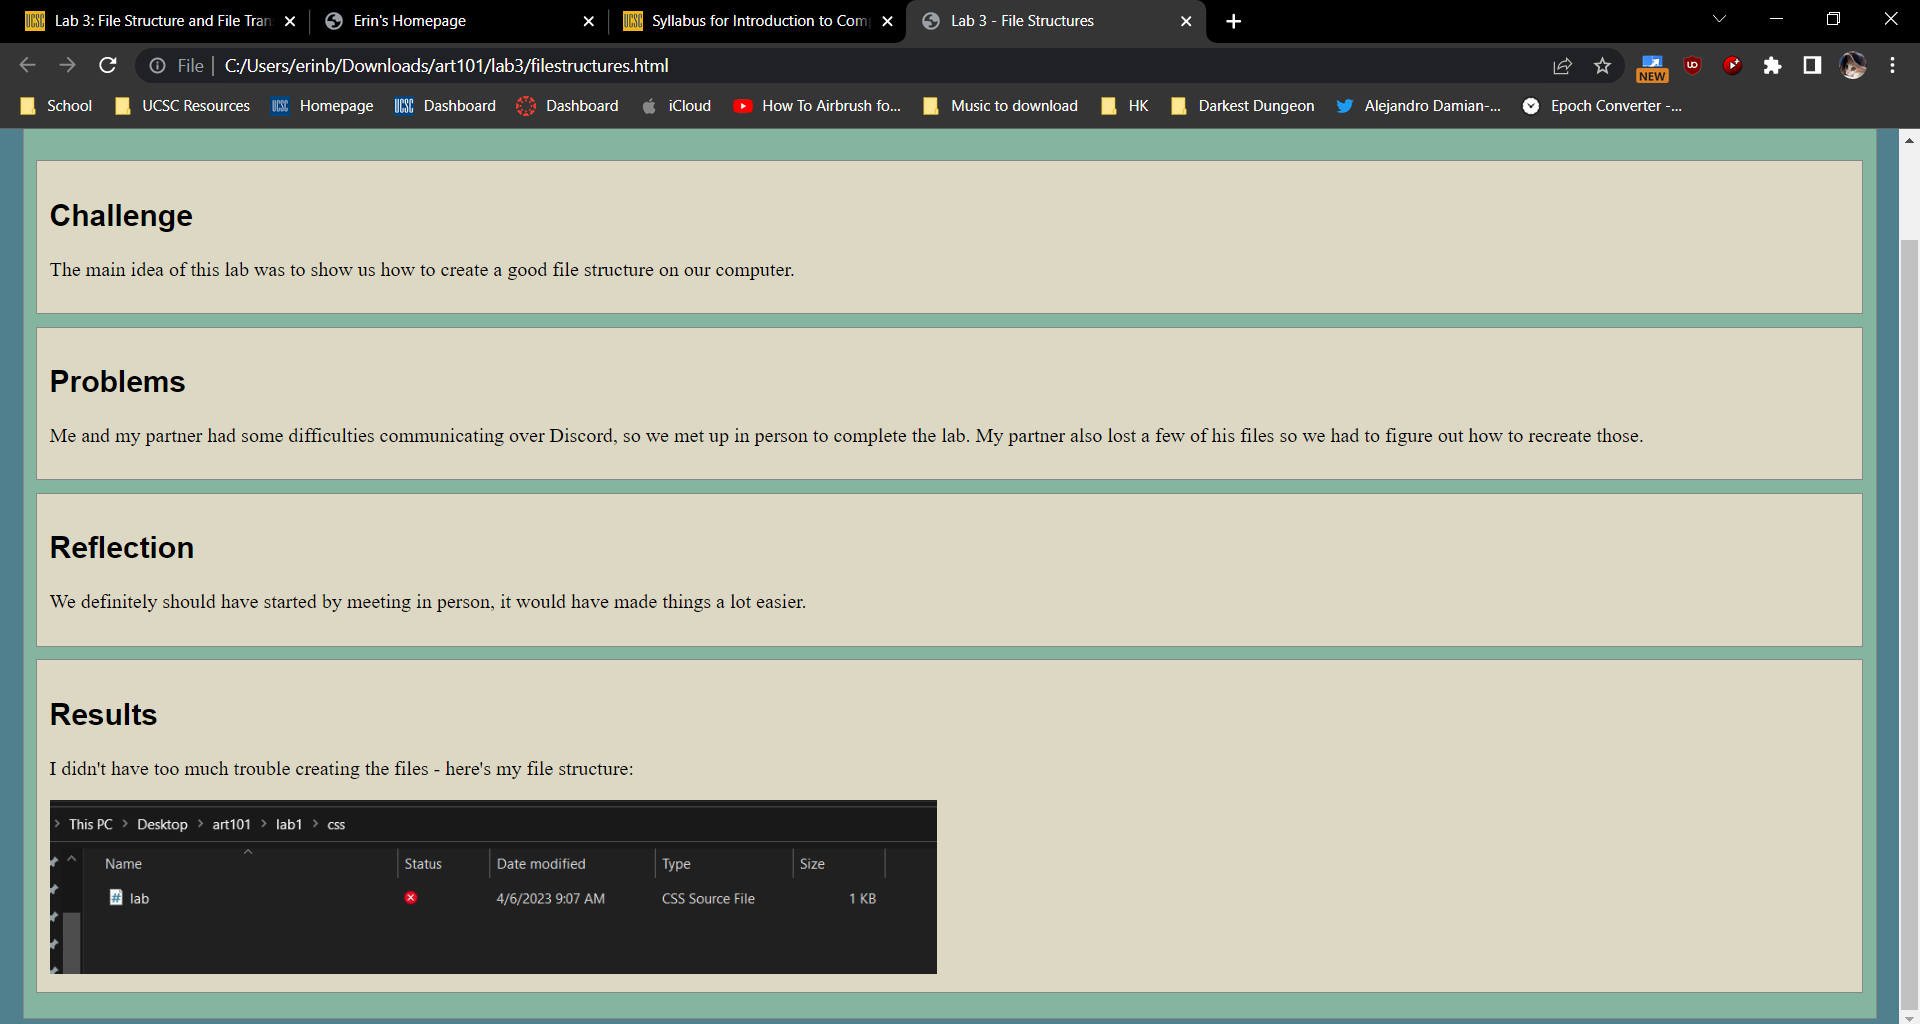 Lab 3: File Structure and File Tran
Erin's Homepage
Syllabus for Introduction to Com
Lab 3 - File Structures
File
C:/Users/erinb/Downloads/art101/lab3/filestructures.html
NEW
School
UCSC Resources
UCSC Homepage
UCSC Dashboard
Dashboard
iCloud
How To Airbrush fo...
Music to download
HK
Darkest Dungeon
Alejandro Damian-...
Epoch Converter -...
Challenge
The main idea of this lab was to show us how to create a good file structure on our computer.
Problems
Me and my partner had some difficulties communicating over Discord, so we met up in person to complete the lab. My partner also lost a few of his files so we had to figure out how to recreate those.
Reflection
We definitely should have started by meeting in person, it would have made things a lot easier.
Results
I didn't have too much trouble creating the files - here's my file structure:
> This PC > Desktop > art101 > lab1 > css
Name Status Date modified Type Size
# lab 4/6/2023 9:07 AM CSS Source File 1 KB